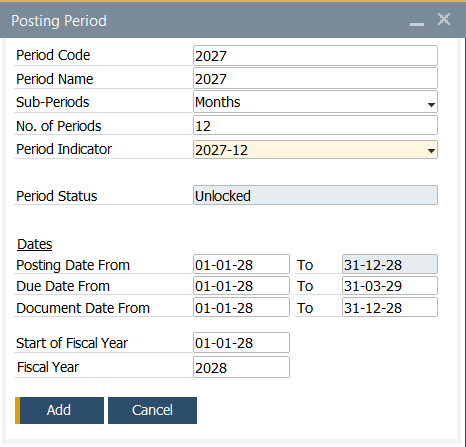 Posting Period
Period Code 2027
Period Name 2027
Sub-Periods Months
No. of Periods 12
Period Indicator 2027-12
Period Status Unlocked
Dates
Posting Date From 01-01-28 To 31-12-28
Due Date From 01-01-28 To 31-03-29
Document Date From 01-01-28 To 31-12-28
Start of Fiscal Year 01-01-28
Fiscal Year 2028
Add Cancel